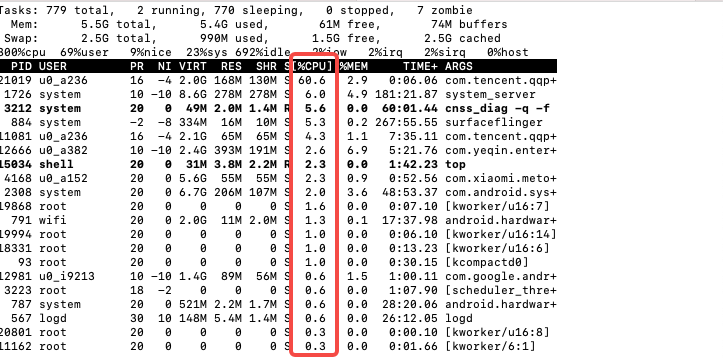 Tasks: 779 total,   2 running, 770 sleeping,   0 stopped,   7 zombie
Mem:     5.5G total,     5.4G used,      61M free,      74M buffers
Swap:     2.5G total,     990M used,     1.5G free,     2.5G cached
800%cpu  69%user   9%nice  23%sys 692%idle   2%iow   2%irq   2%sirq   0%host
PID USER         PR  NI VIRT  RES  SHR S[%CPU] %MEM     TIME+ ARGS
21019 u0_a236      16  -4 2.0G 168M 130M S 60.6   2.9   0:06.06 com.tencent.qqp+
1726 system       10 -10 8.6G 278M 278M S  6.0   4.9 181:21.87 system_server
3212 system       20   0  49M 2.0M 1.4M R  5.6   0.0  60:01.44 cnss_diag -q -f
884 system       -2  -8 334M  16M  10M S  5.3   0.2 267:55.55 surfaceflinger
11081 u0_a236      16  -4 2.1G  65M  65M S  4.3   1.1   7:35.11 com.tencent.qqp+
12666 u0_a382      10 -10 2.4G 393M 191M S  2.6   6.9   5:21.76 com.yeqin.enter+
15034 shell        20   0  31M 3.8M 2.2M R  2.3   0.0   1:42.23 top
4168 u0_a152      20   0 5.6G  55M  55M S  2.3   0.9   0:52.56 com.xiaomi.meto+
2308 system       20   0 6.7G 206M 107M S  2.0   3.6  48:53.37 com.android.sys+
19868 root         20   0    0    0    0 S  1.6   0.0   0:07.10 [kworker/u16:7]
791 wifi         20   0 2.0G  11M 2.0M S  1.3   0.1  17:37.98 android.hardwar+
19994 root         20   0    0    0    0 S  1.0   0.0   0:06.10 [kworker/u16:14]
18331 root         20   0    0    0    0 S  1.0   0.0   0:13.23 [kworker/u16:6]
93 root         20   0    0    0    0 S  1.0   0.0   0:30.15 [kcompactd0]
12981 u0_i9213     10 -10 1.4G  89M  56M S  0.6   1.5   1:00.11 com.google.andr+
3223 root         18  -2    0    0    0 S  0.6   0.0   1:07.90 [scheduler_thre+
787 system       20   0 521M 2.2M 1.7M S  0.6   0.0  28:20.06 android.hardwar+
567 logd         30  10 148M 5.4M 1.4M S  0.6   0.0  26:12.05 logd
20801 root         20   0    0    0    0 S  0.3   0.0   0:00.10 [kworker/u16:8]
11162 root         20   0    0    0    0 S  0.3   0.0   0:01.66 [kworker/6:1]